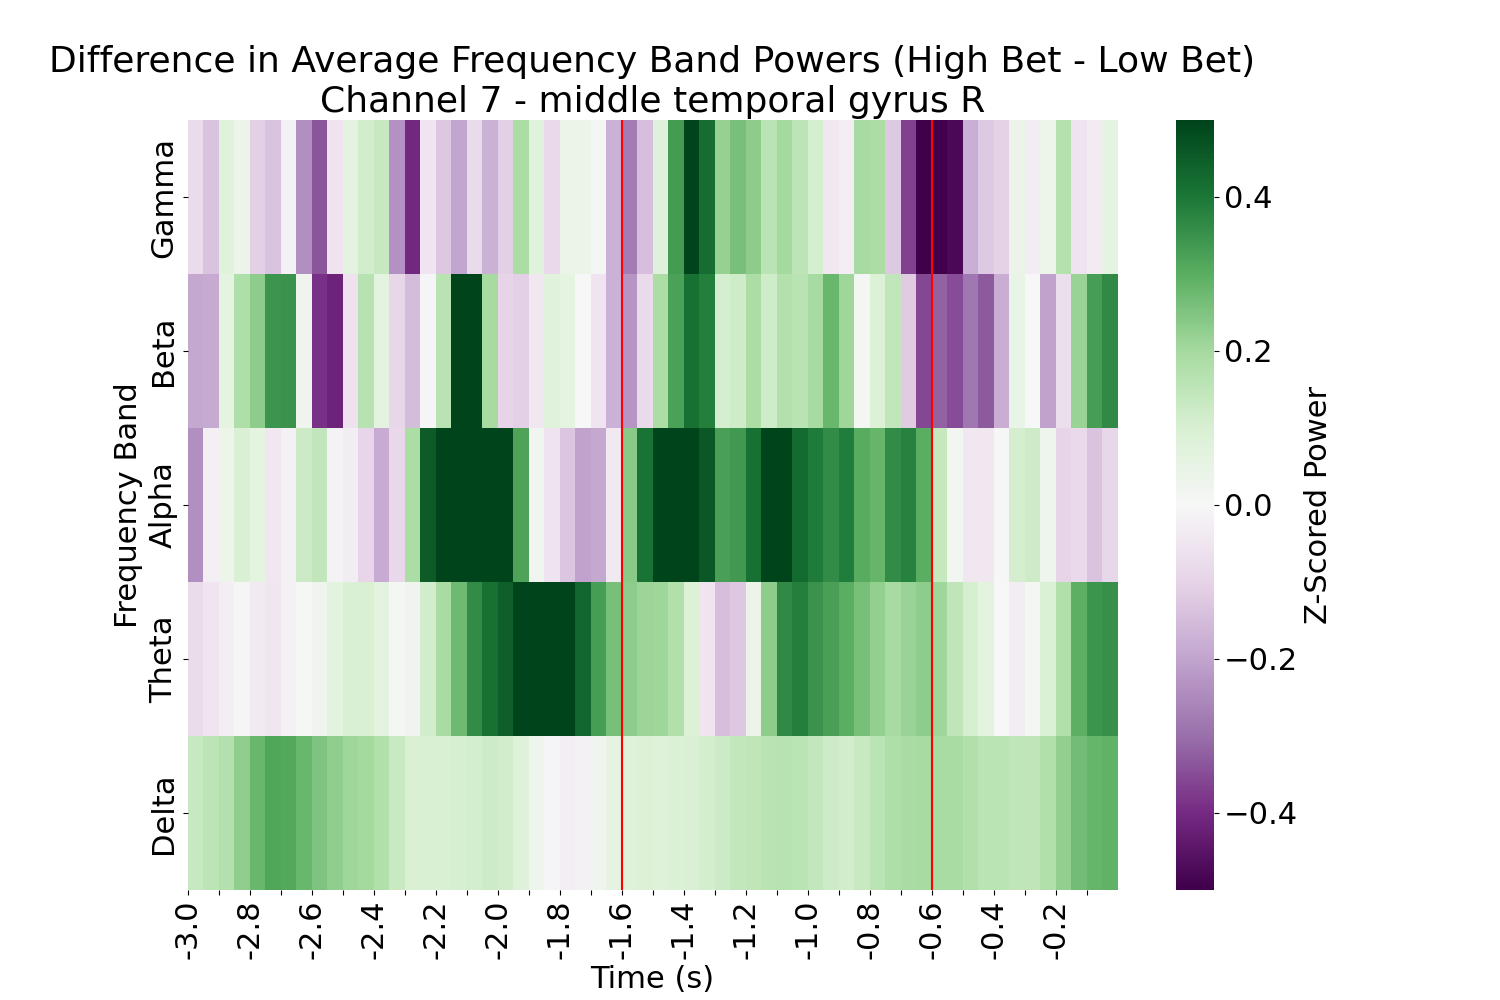 Difference in Average Frequency Band Powers (High Bet - Low Bet)
Channel 7 - middle temporal gyrus R
Frequency Band
Gamma
Beta
Alpha
Theta
Delta
-3.0
-2.8
-2.6
-2.4
-2.2
-2.0
-1.8
-1.6
-1.4
-1.2
-1.0
-0.8
-0.6
-0.4
-0.2
Time (s)
0.4
0.2
0.0
−0.2
−0.4
Z-Scored Power